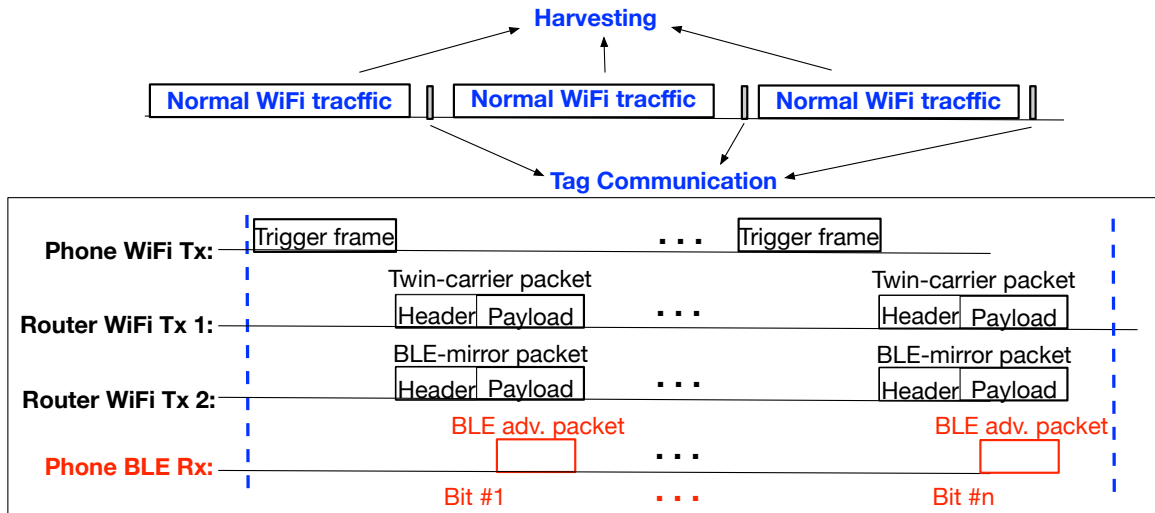 Harvesting
Normal WiFi tracffic Normal WiFi tracffic Normal WiFi tracffic
Tag Communication
Phone WiFi Tx: Trigger frame ... Trigger frame
Twin-carrier packet Twin-carrier packet
Router WiFi Tx 1: Header Payload ... Header Payload
BLE-mirror packet BLE-mirror packet
Router WiFi Tx 2: Header Payload ... Header Payload
BLE adv. packet BLE adv. packet
Phone BLE Rx: ...
Bit #1 ... Bit #n